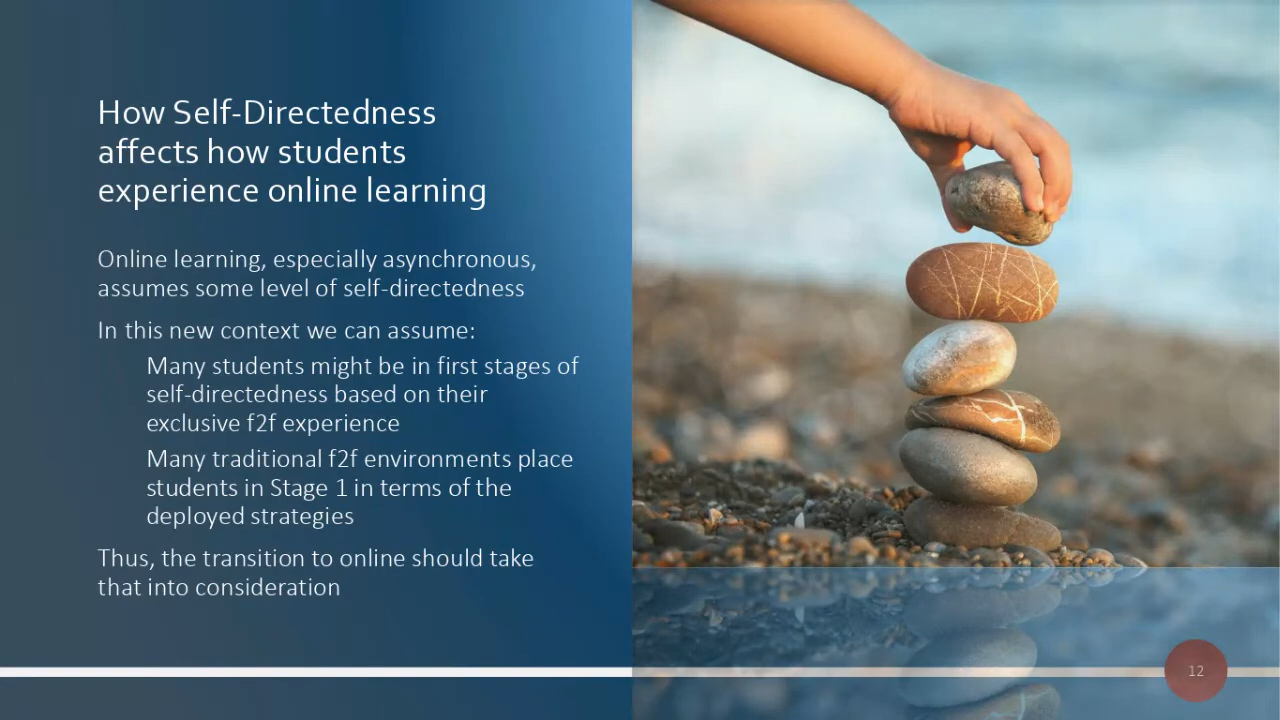 How Self-Directedness
affects how students
experience online learning
Online learning, especially asynchronous,
assumes some level of self-directedness
In this new context we can assume:
Many students might be in first stages of
self-directedness based on their
exclusive f2f experience
Many traditional f2f environments place
students in Stage 1 in terms of the
deployed strategies
Thus, the transition to online should take
that into consideration
12